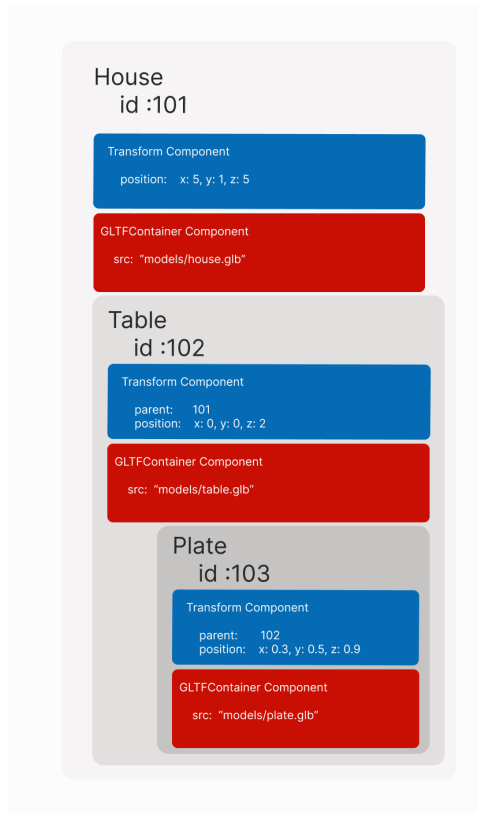 House
id :101
Transform Component
position: x: 5, y: 1, z: 5
GLTFContainer Component
src: “models/house.glb”
Table
id :102
Transform Component
parent: 101
position: x: 0, y: 0, z: 2
GLTFContainer Component
src: “models/table.glb”
Plate
id :103
Transform Component
parent: 102
position: x: 0.3, y: 0.5, z: 0.9
GLTFContainer Component
src: “models/plate.glb”